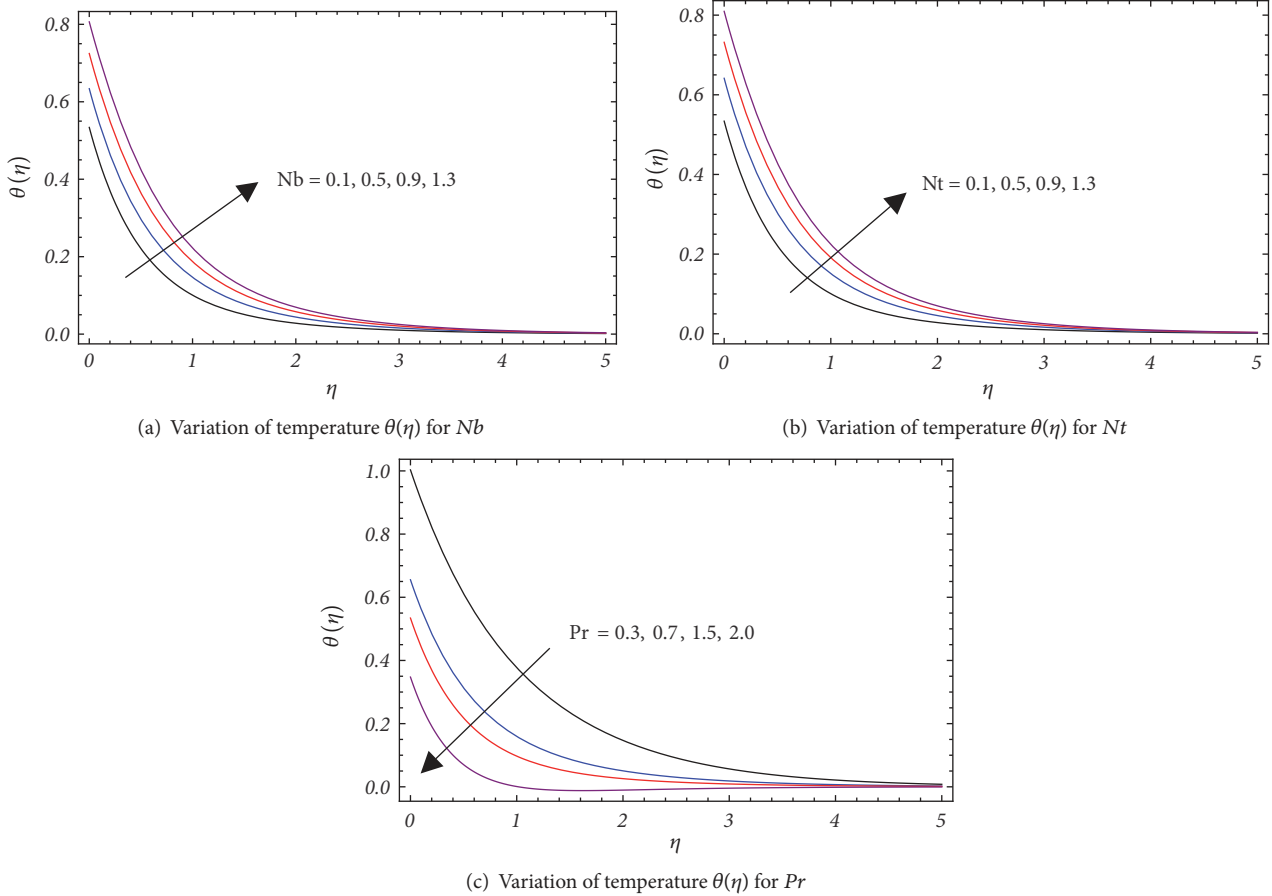 0.8
0.6
0.4
0.2
0.0
θ(η)
Nb = 0.1, 0.5, 0.9, 1.3
0 1 2 3 4 5
η
(a) Variation of temperature θ(η) for Nb
0.8
0.6
0.4
0.2
0.0
θ(η)
Nt = 0.1, 0.5, 0.9, 1.3
0 1 2 3 4 5
η
(b) Variation of temperature θ(η) for Nt
1.0
0.8
0.6
0.4
0.2
0.0
θ(η)
Pr = 0.3, 0.7, 1.5, 2.0
0 1 2 3 4 5
η
(c) Variation of temperature θ(η) for Pr